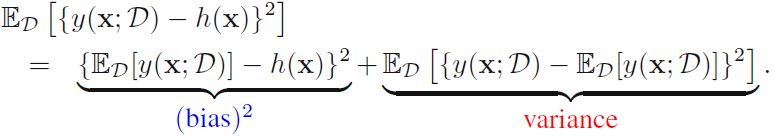 𝔼_𝒟 [{y(𝐱; 𝒟) − h(𝐱)}²]
= {𝔼_𝒟[y(𝐱; 𝒟)] − h(𝐱)}² + 𝔼_𝒟 [{y(𝐱; 𝒟) − 𝔼_𝒟[y(𝐱; 𝒟)]}²] .
(bias)² variance